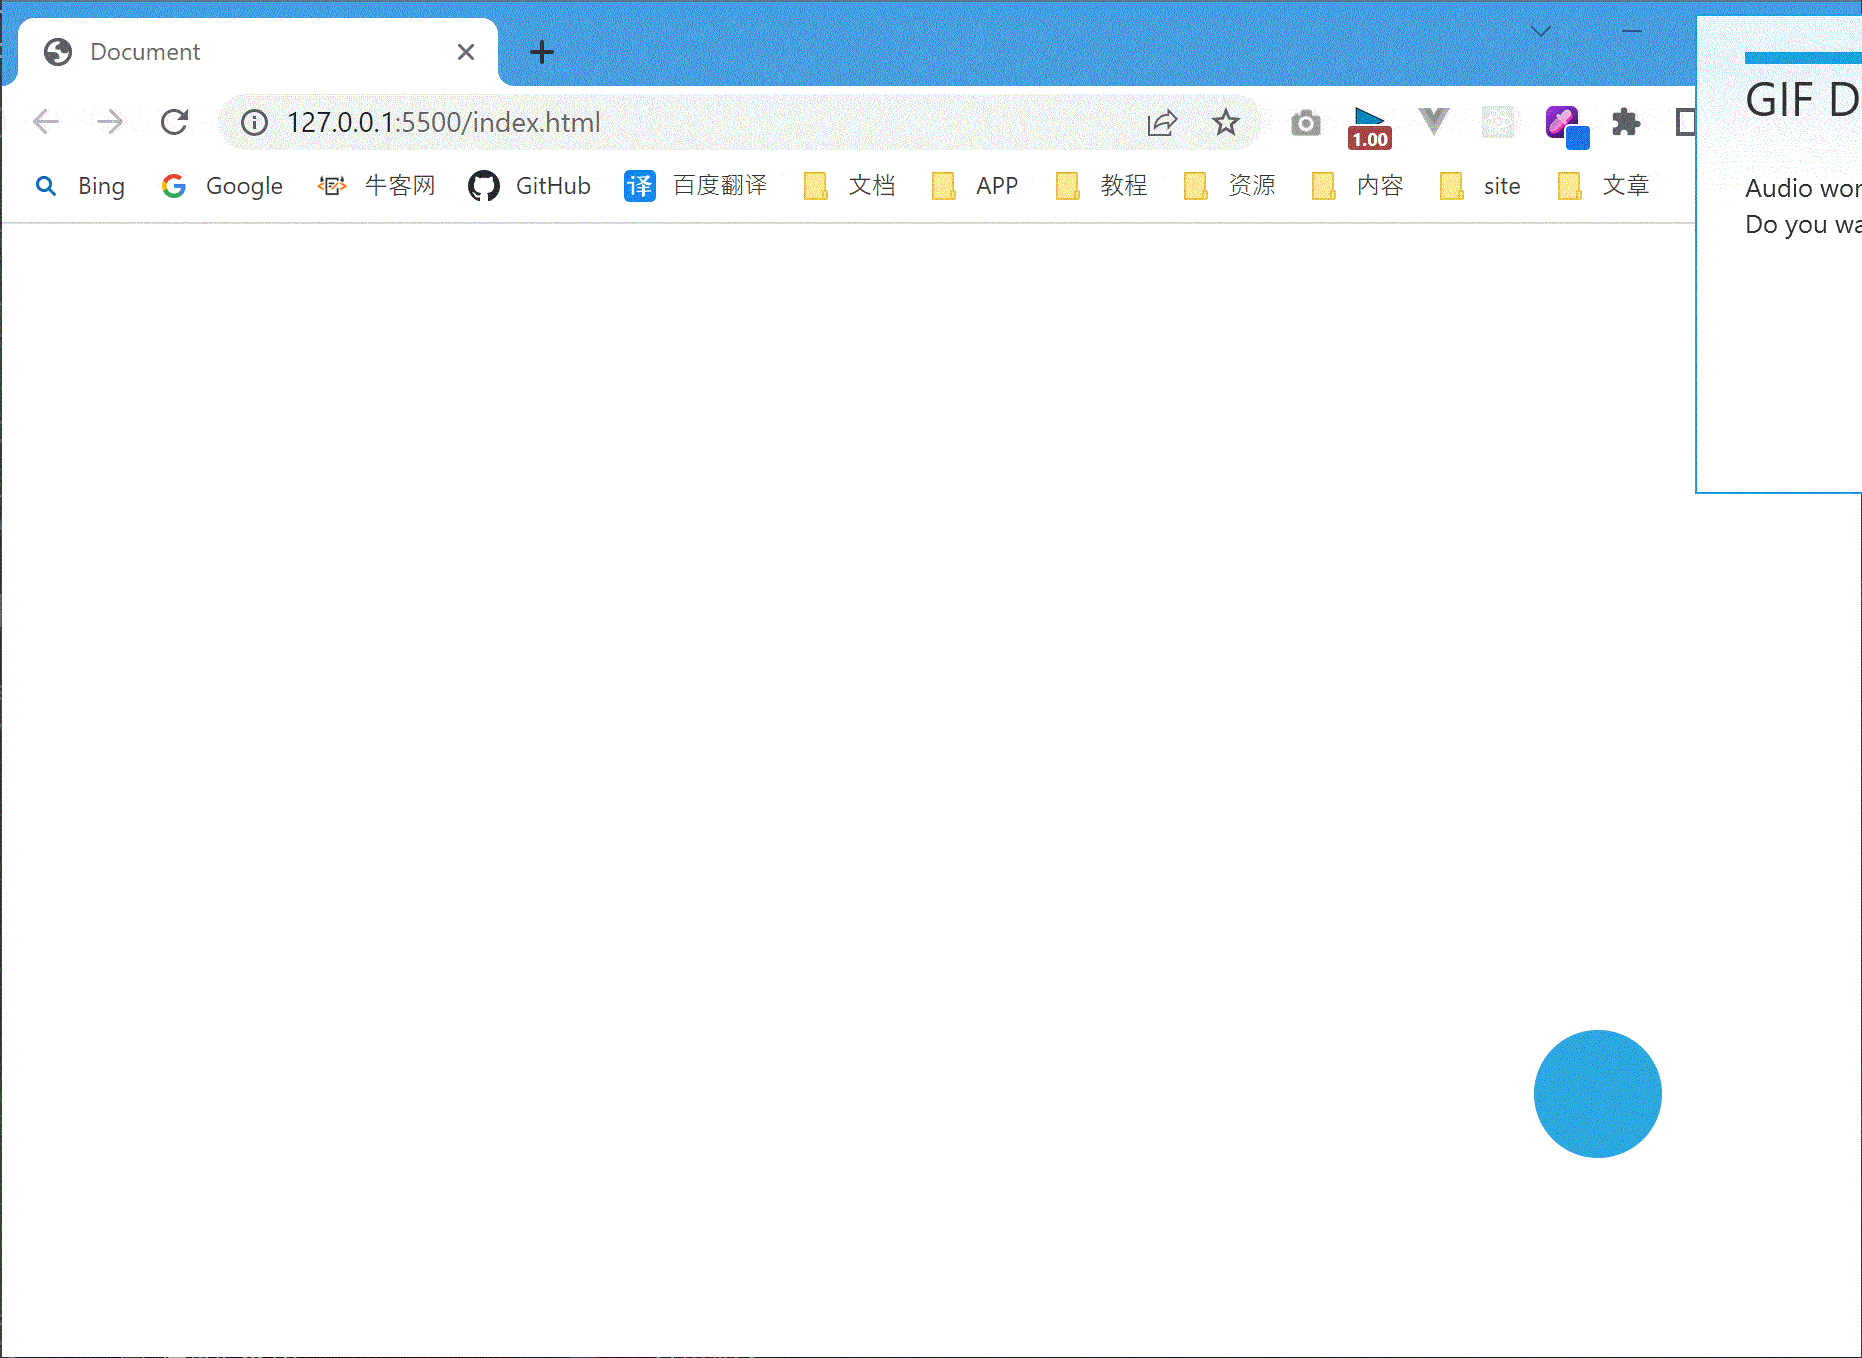 Document
127.0.0.1:5500/index.html
1.00
Bing Google 牛客网 GitHub 译 百度翻译 文档 APP 教程 资源 内容 site 文章
GIF D
Audio wor
Do you wa